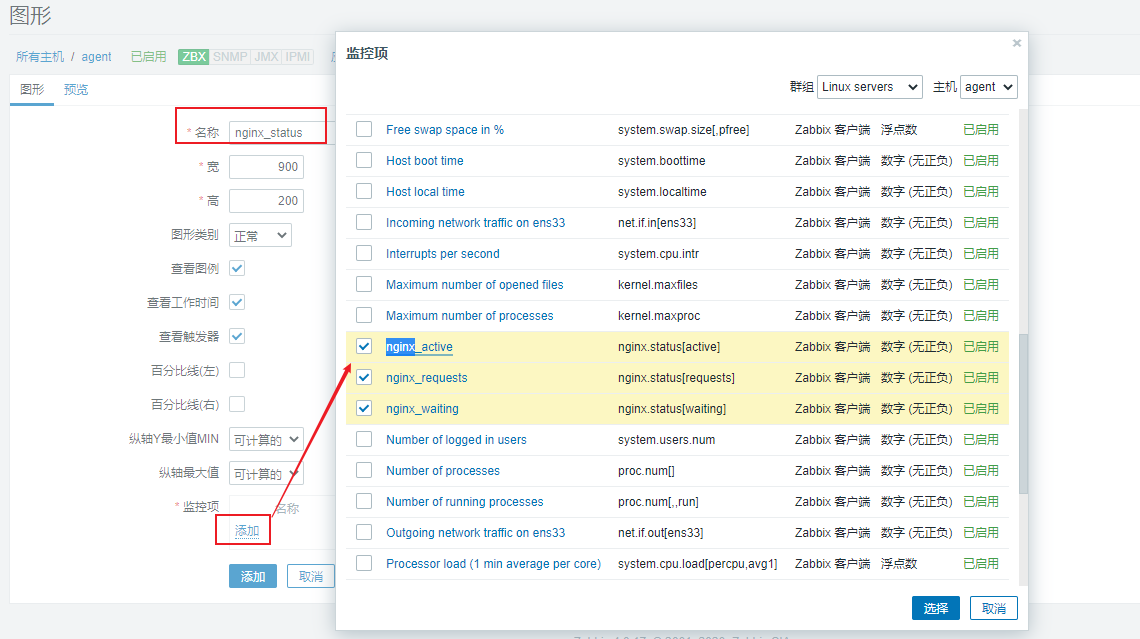 图形
所有主机 / agent 已启用 ZBX SNMP JMX IPMI
图形 预览
* 名称 nginx_status
* 宽 900
* 高 200
图形类别 正常
查看图例
查看工作时间
查看触发器
百分比线(左)
百分比线(右)
纵轴Y最小值MIN 可计算的
纵轴最大值 可计算的
* 监控项 名称
添加
添加 取消
监控项 ×
群组 Linux servers 主机 agent
Free swap space in % system.swap.size[,pfree] Zabbix 客户端 浮点数 已启用
Host boot time system.boottime Zabbix 客户端 数字 (无正负) 已启用
Host local time system.localtime Zabbix 客户端 数字 (无正负) 已启用
Incoming network traffic on ens33 net.if.in[ens33] Zabbix 客户端 数字 (无正负) 已启用
Interrupts per second system.cpu.intr Zabbix 客户端 数字 (无正负) 已启用
Maximum number of opened files kernel.maxfiles Zabbix 客户端 数字 (无正负) 已启用
Maximum number of processes kernel.maxproc Zabbix 客户端 数字 (无正负) 已启用
nginx_active nginx.status[active] Zabbix 客户端 数字 (无正负) 已启用
nginx_requests nginx.status[requests] Zabbix 客户端 数字 (无正负) 已启用
nginx_waiting nginx.status[waiting] Zabbix 客户端 数字 (无正负) 已启用
Number of logged in users system.users.num Zabbix 客户端 数字 (无正负) 已启用
Number of processes proc.num[] Zabbix 客户端 数字 (无正负) 已启用
Number of running processes proc.num[,,run] Zabbix 客户端 数字 (无正负) 已启用
Outgoing network traffic on ens33 net.if.out[ens33] Zabbix 客户端 数字 (无正负) 已启用
Processor load (1 min average per core) system.cpu.load[percpu,avg1] Zabbix 客户端 浮点数 已启用
选择 取消